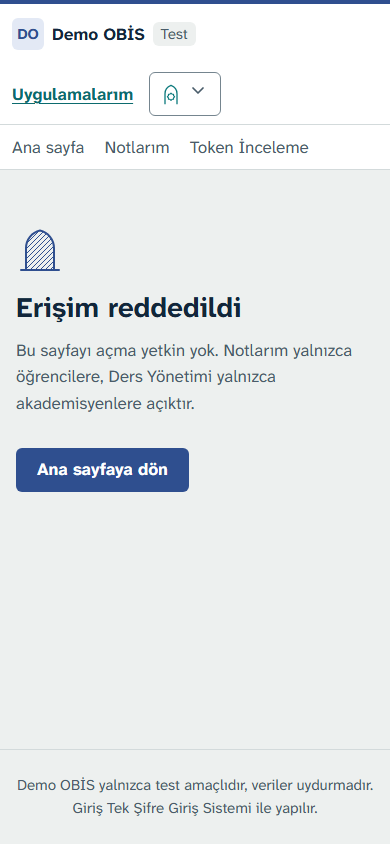 DO Demo OBİS Test
Uygulamalarım
Ana sayfa Notlarım Token İnceleme
Erişim reddedildi
Bu sayfayı açma yetkin yok. Notlarım yalnızca
öğrencilere, Ders Yönetimi yalnızca
akademisyenlere açıktır.
Ana sayfaya dön
Demo OBİS yalnızca test amaçlıdır, veriler uydurmadır.
Giriş Tek Şifre Giriş Sistemi ile yapılır.